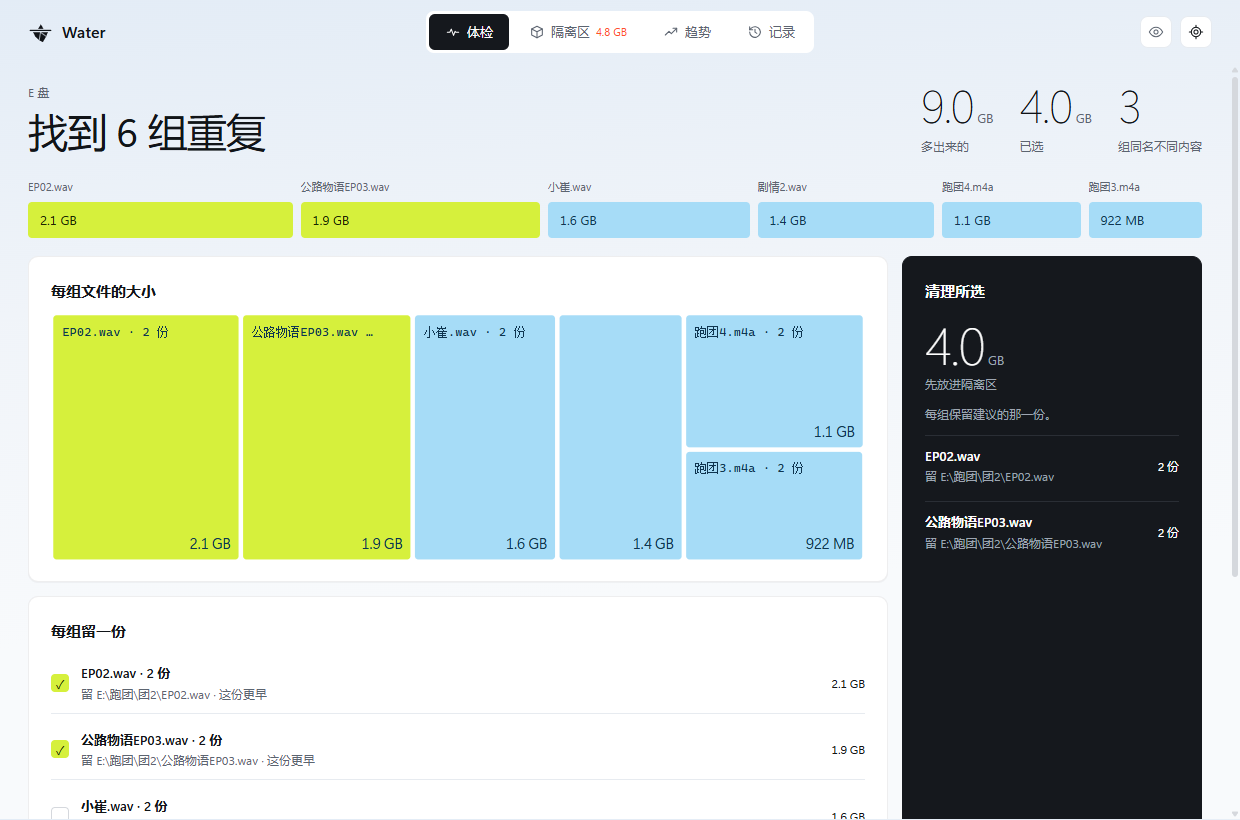 Water
体检
隔离区 4.8 GB
趋势
记录
E 盘
找到 6 组重复
9.0 GB
多出来的
4.0 GB
已选
3
组同名不同内容
EP02.wav
公路物语EP03.wav
小崔.wav
剧情2.wav
跑团4.m4a
跑团3.m4a
2.1 GB
1.9 GB
1.6 GB
1.4 GB
1.1 GB
922 MB
每组文件的大小
EP02.wav · 2 份
2.1 GB
公路物语EP03.wav …
1.9 GB
小崔.wav · 2 份
1.6 GB
1.4 GB
跑团4.m4a · 2 份
1.1 GB
跑团3.m4a · 2 份
922 MB
清理所选
4.0 GB
先放进隔离区
每组保留建议的那一份。
EP02.wav
留 E:\跑团\团2\EP02.wav
2 份
公路物语EP03.wav
留 E:\跑团\团2\公路物语EP03.wav
2 份
每组留一份
EP02.wav · 2 份
留 E:\跑团\团2\EP02.wav · 这份更早
2.1 GB
公路物语EP03.wav · 2 份
留 E:\跑团\团2\公路物语EP03.wav · 这份更早
1.9 GB
小崔.wav · 2 份
1.6 GB